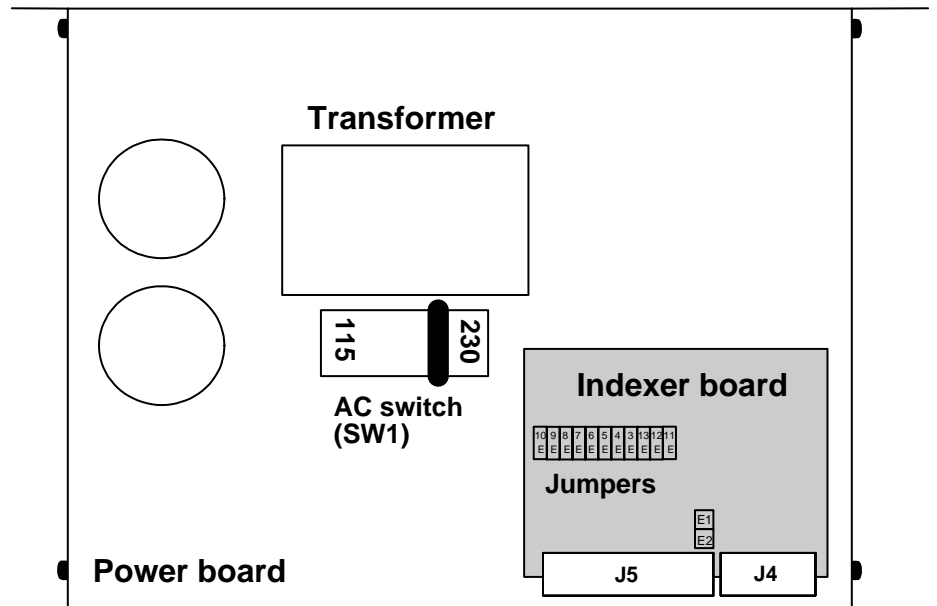 Transformer
115
230
AC switch
(SW1)
Indexer board
10 9 8 7 6 5 4 3 13 12 11
E E E E E E E E E E E
Jumpers
E1
E2
J5
J4
Power board